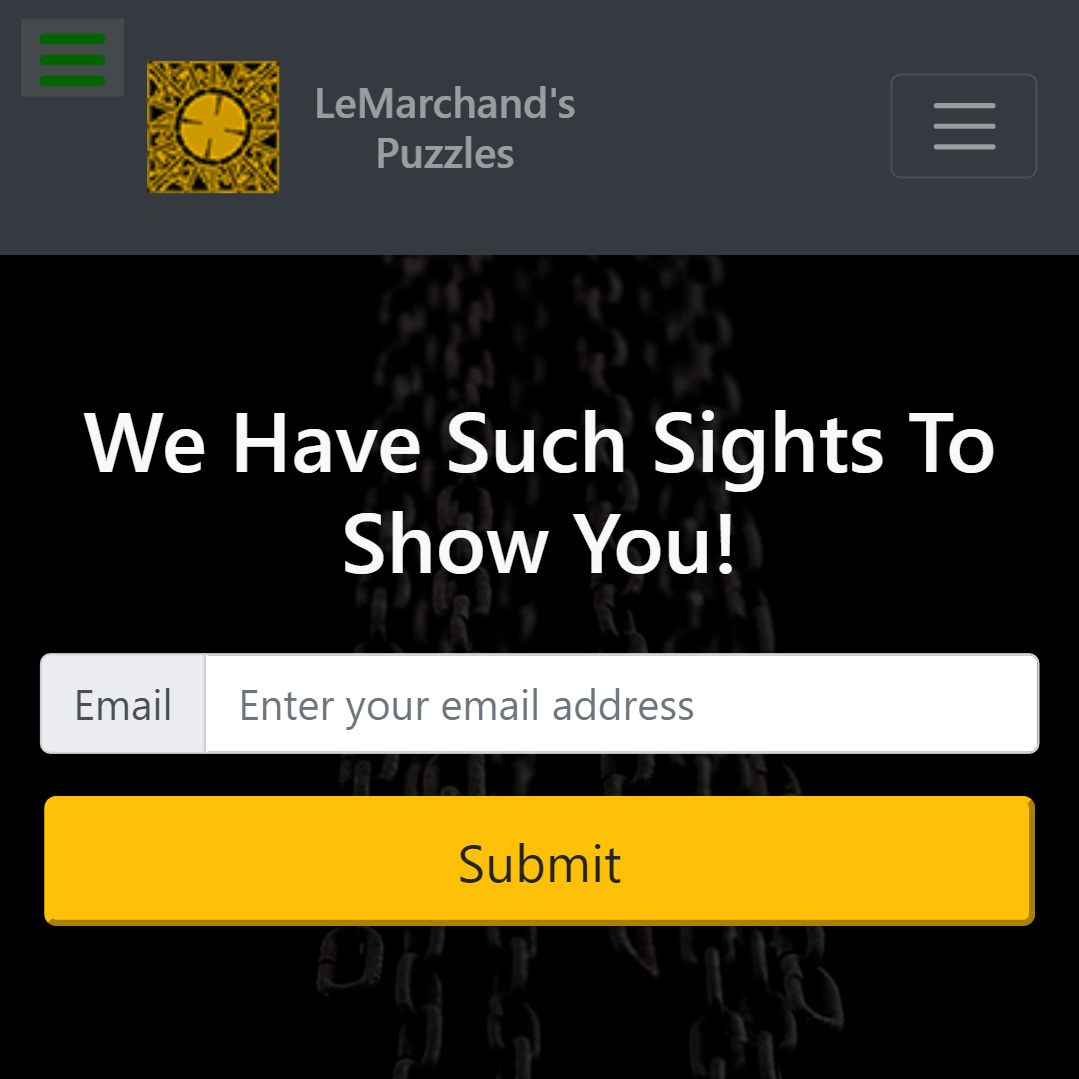 LeMarchand's
Puzzles
We Have Such Sights To
Show You!
Email Enter your email address
Submit